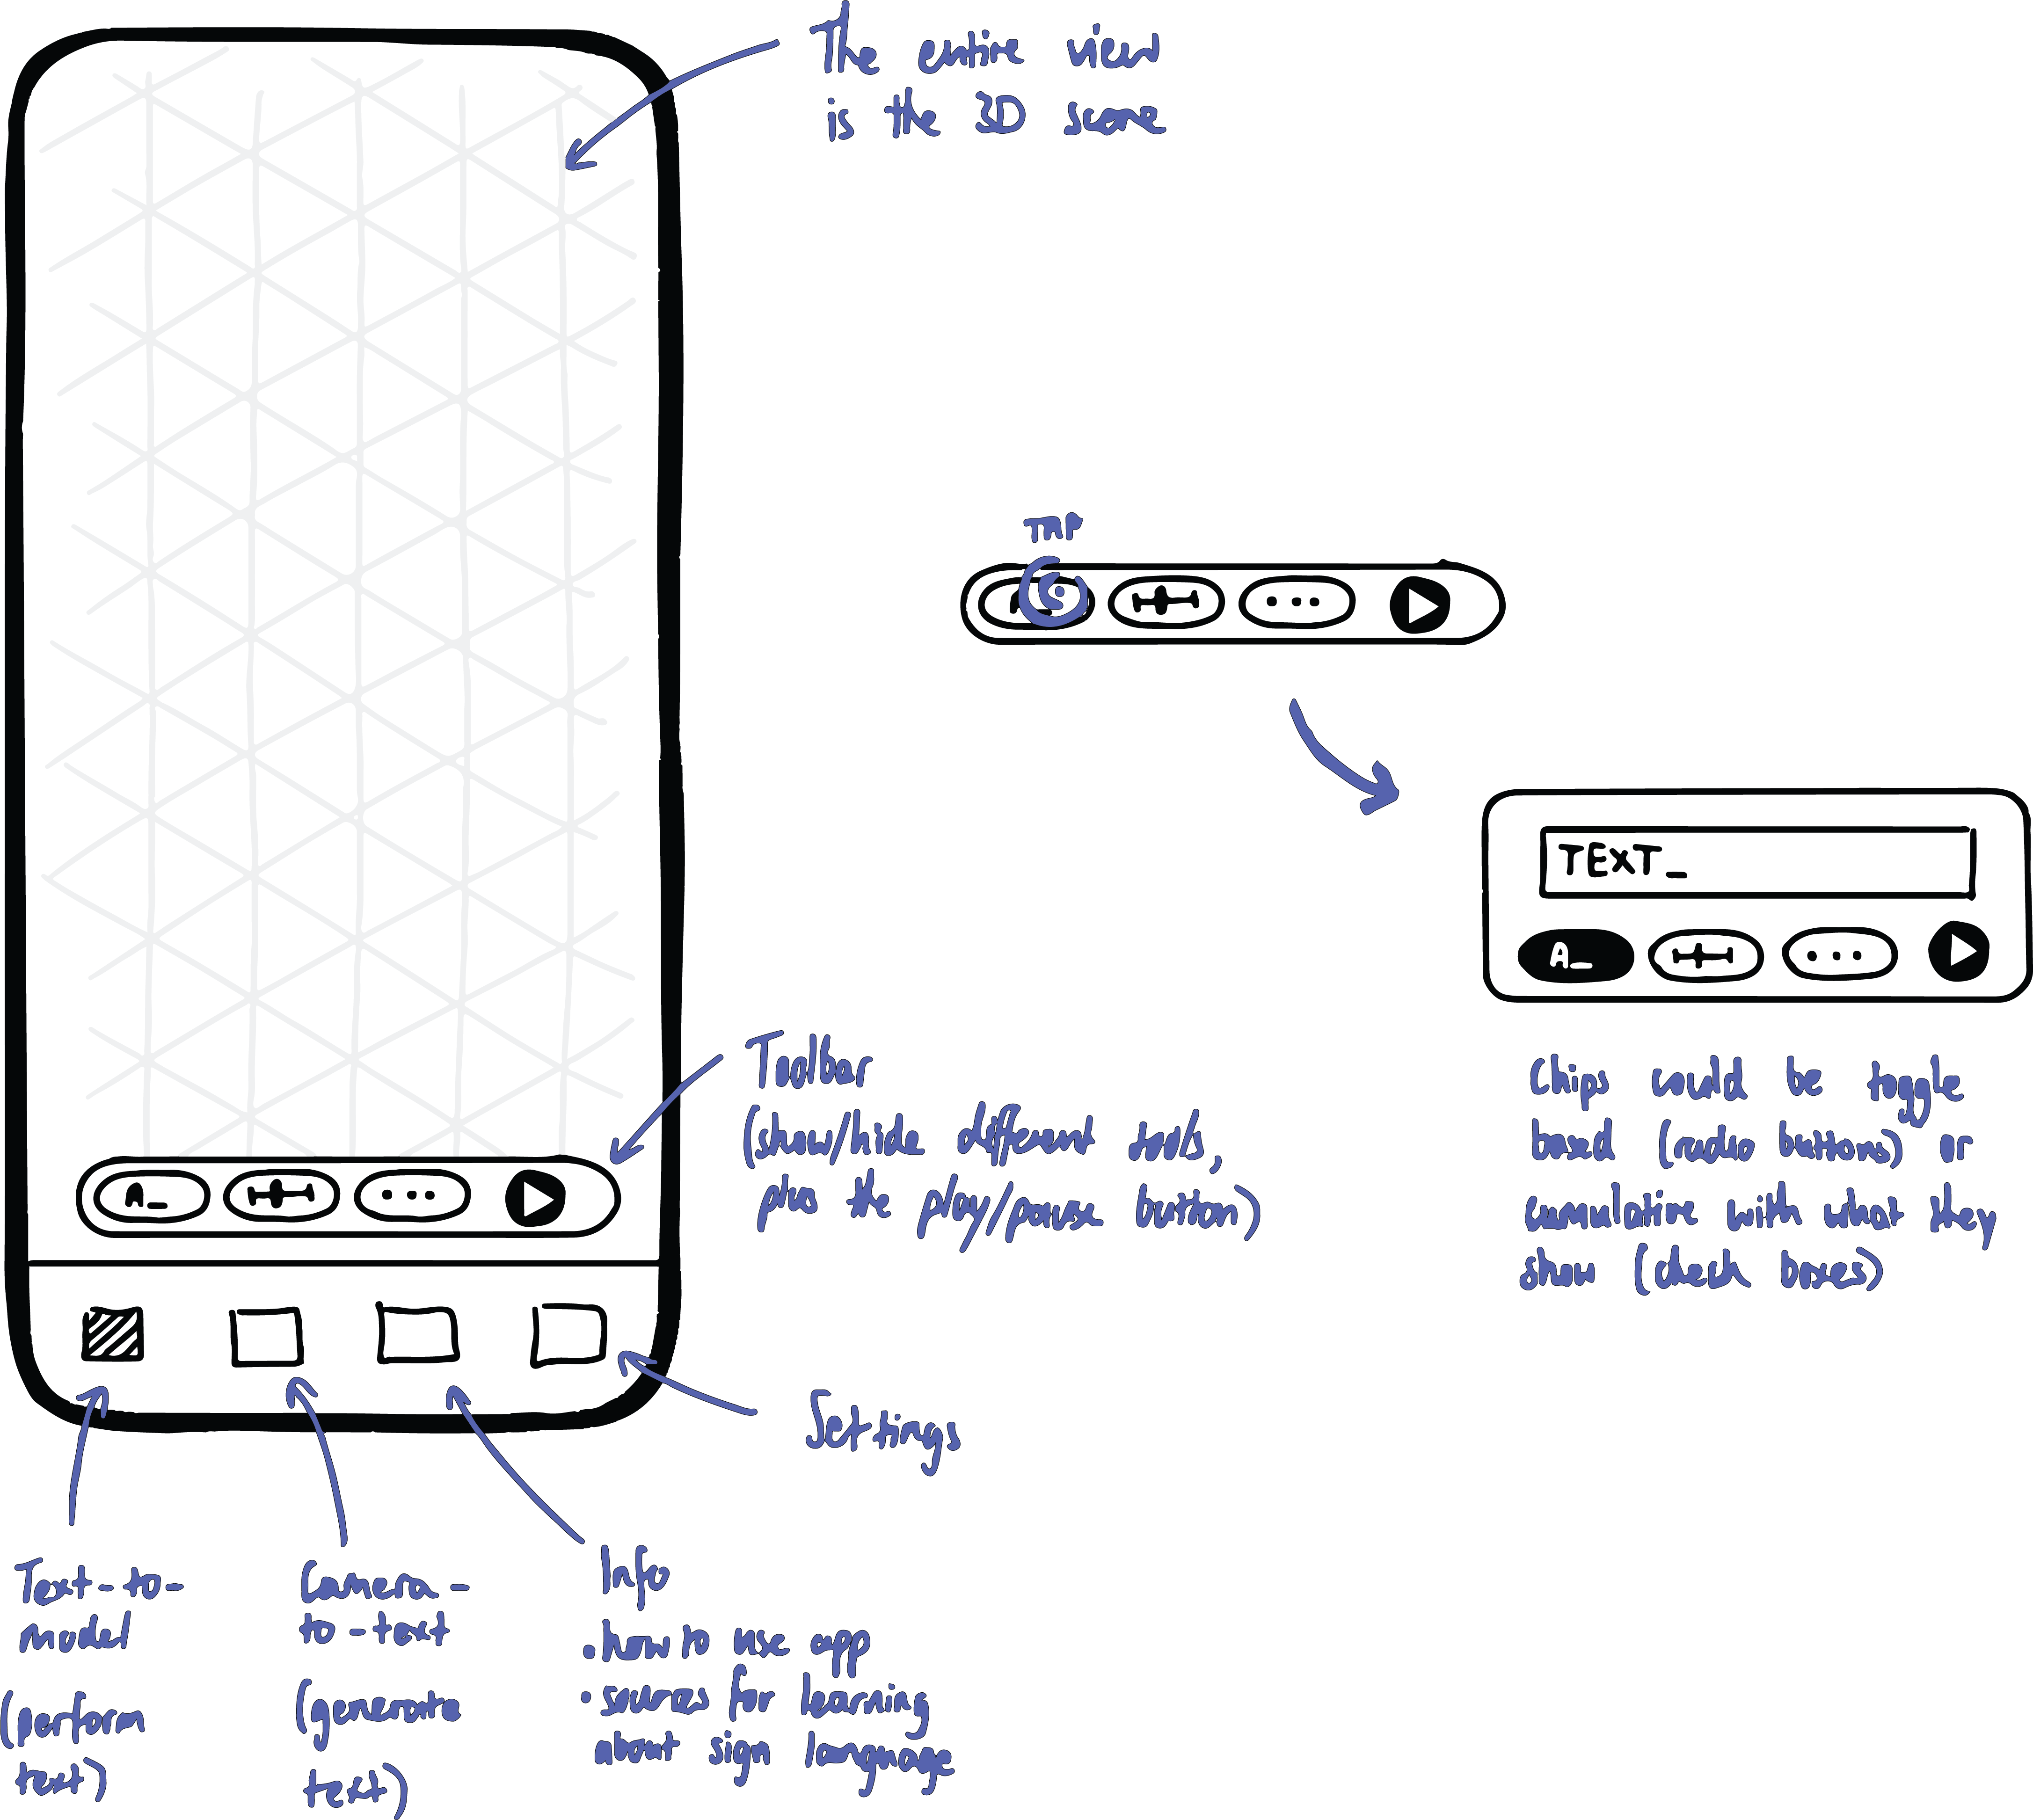 The entire view
is the 3D scene
TAP
A_
TEXT_
A_
Toolbar
(show/hide different tools,
plus the play/pause button)
Chips could be toggle
based (radio buttons) or
cumulative with what they
show (check boxes)
A_
Settings
Text-to-
model
(perform
text)
Camera-
to-text
(generate
text)
Info
• how to use app
• sources for learning
about sign language